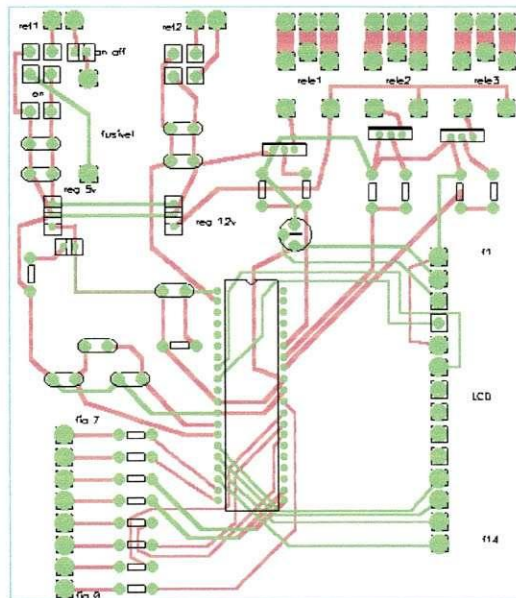 ret1
ret2
on off
rele1
rele2
rele3
on
fusível
reg 5v
reg 12v
f1
LCD
fio 7
f14
fio 0